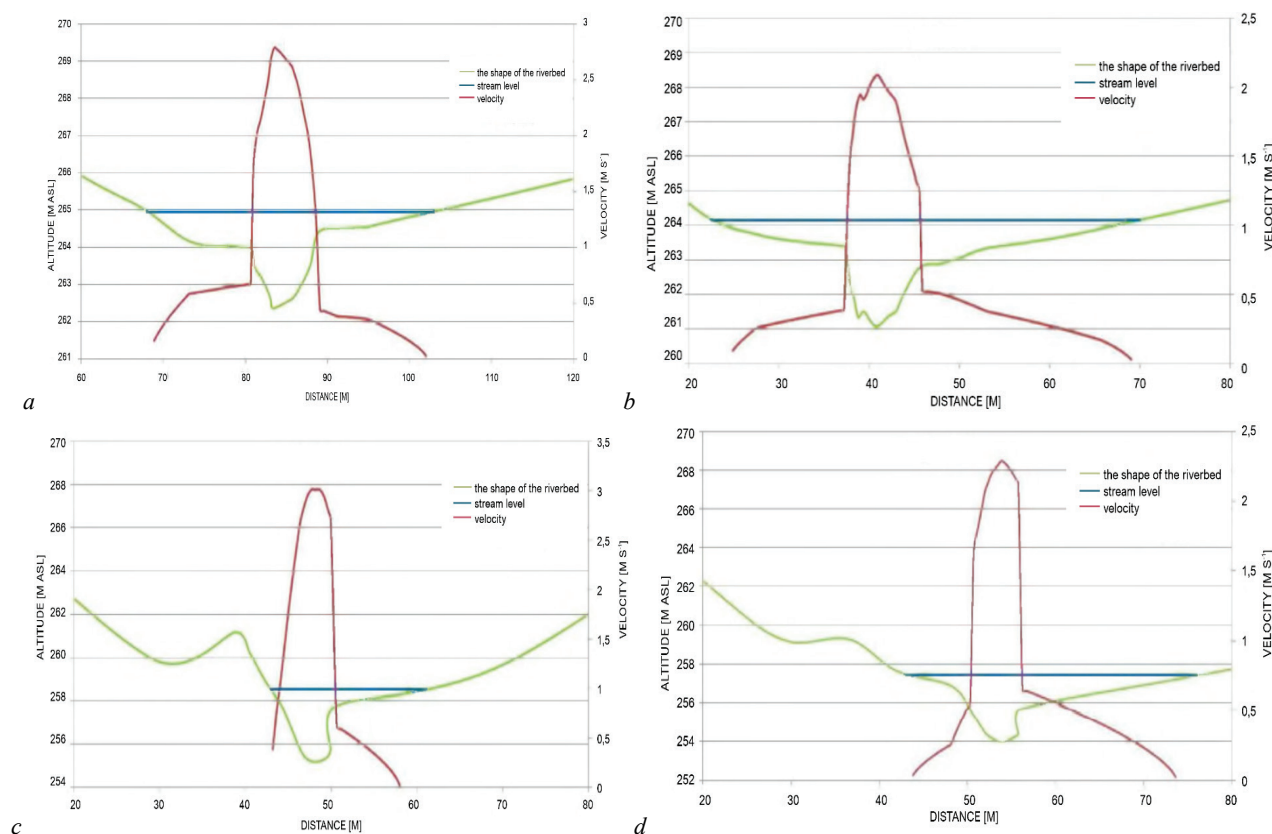 270
269
268
267
266
265
264
263
262
261
ALTITUDE [M ASL]
3
2,5
2
1,5
1
0,5
0
VELOCITY [M S⁻¹]
the shape of the riverbed
stream level
velocity
60 70 80 90 100 110 120
DISTANCE [M]
a
270
269
268
267
266
265
264
263
262
261
260
ALTITUDE [M ASL]
2,5
2
1,5
1
0,5
0
VELOCITY [M S⁻¹]
the shape of the riverbed
stream level
velocity
20 30 40 50 60 70 80
DISTANCE [M]
b
270
268
266
264
262
260
258
256
254
ALTITUDE [M ASL]
3,5
3
2,5
2
1,5
1
0,5
0
VELOCITY [M S⁻¹]
the shape of the riverbed
stream level
velocity
20 30 40 50 60 70 80
DISTANCE [M]
c
270
268
266
264
262
260
258
256
254
252
ALTITUDE [M ASL]
2,5
2
1,5
1
0,5
0
VELOCITY [M S⁻¹]
the shape of the riverbed
stream level
velocity
20 30 40 50 60 70 80
DISTANCE [M]
d